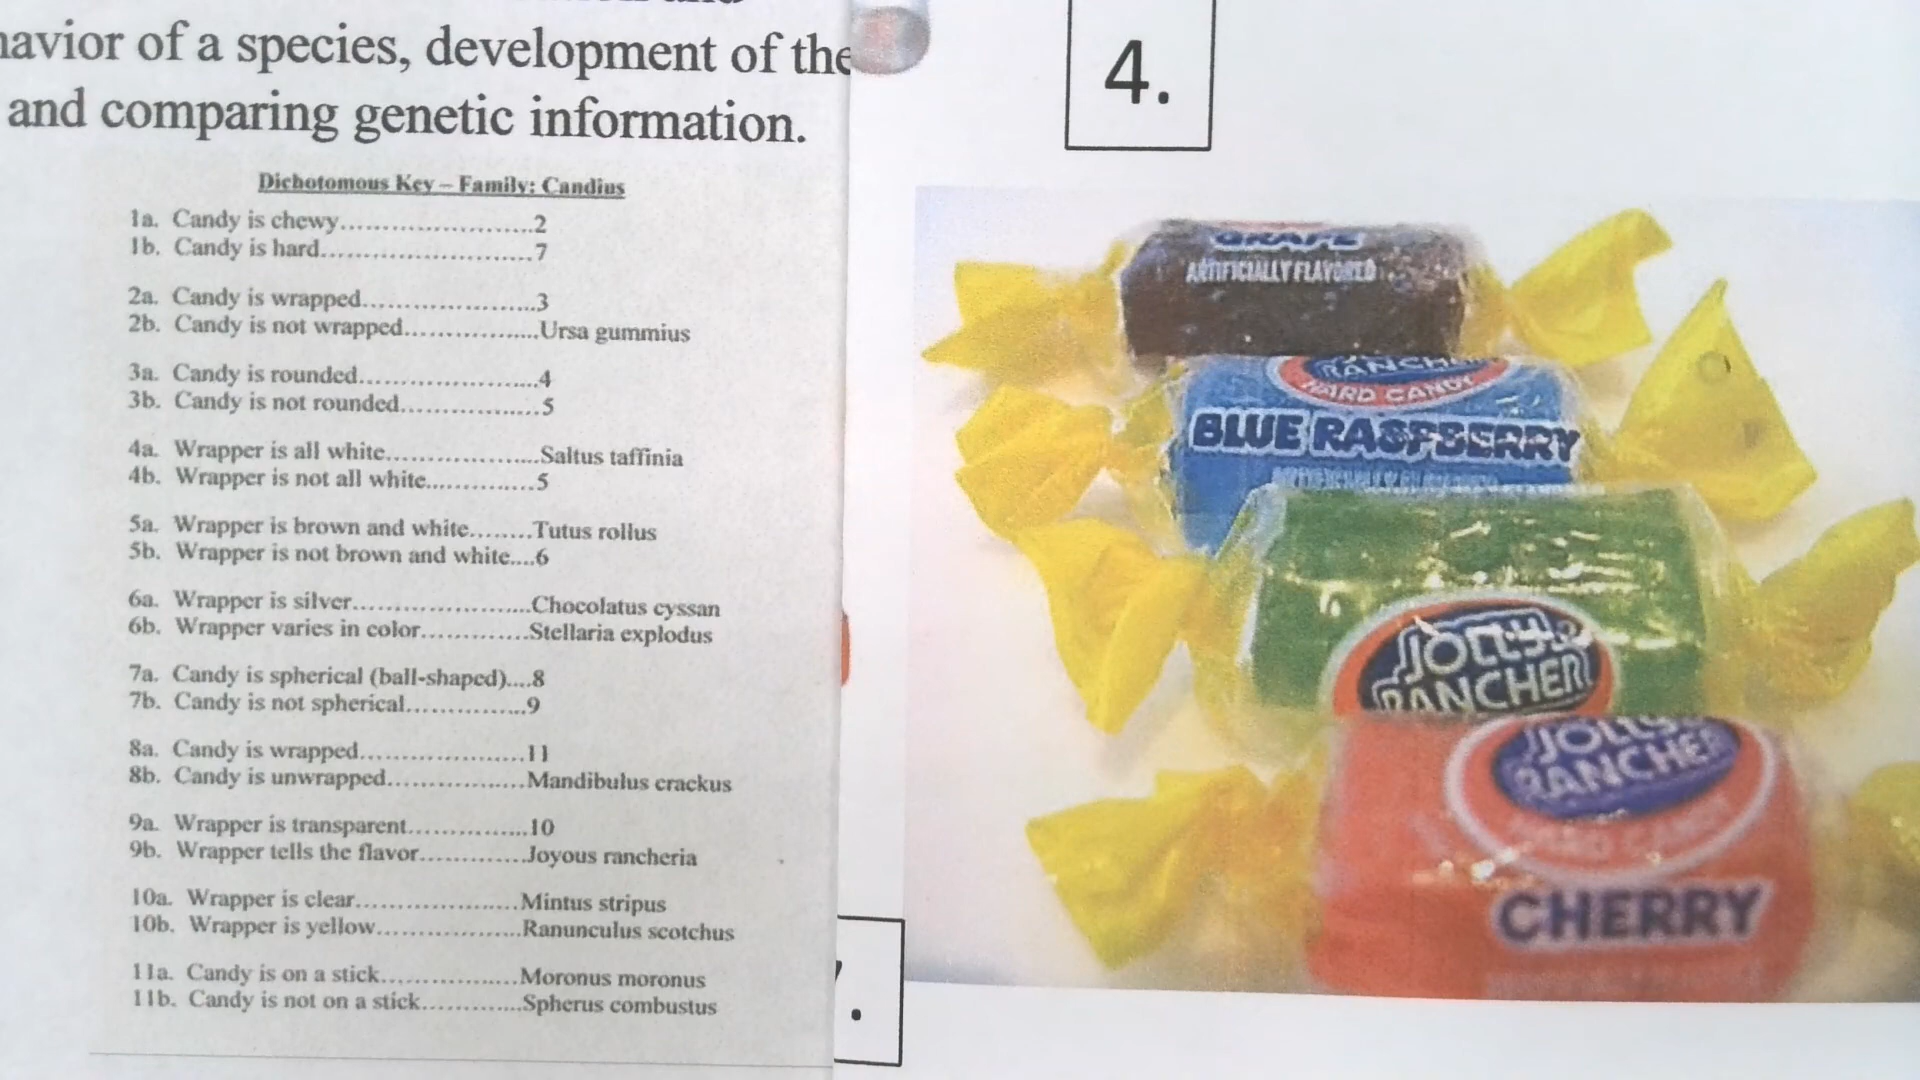 avior of a species, development of the
and comparing genetic information.
Dichotomous Key – Family: Candius
1a. Candy is chewy.......................2
1b. Candy is hard..........................7
2a. Candy is wrapped.....................3
2b. Candy is not wrapped................Ursa gummius
3a. Candy is rounded......................4
3b. Candy is not rounded.................5
4a. Wrapper is all white..................Saltus taffinia
4b. Wrapper is not all white.............5
5a. Wrapper is brown and white........Tutus rollus
5b. Wrapper is not brown and white....6
6a. Wrapper is silver.....................Chocolatus cyssan
6b. Wrapper varies in color.............Stellaria explodus
7a. Candy is spherical (ball-shaped)....8
7b. Candy is not spherical...............9
8a. Candy is wrapped....................11
8b. Candy is unwrapped................Mandibulus crackus
9a. Wrapper is transparent..............10
9b. Wrapper tells the flavor............Joyous rancheria
10a. Wrapper is clear....................Mintus stripus
10b. Wrapper is yellow..................Ranunculus scotchus
11a. Candy is on a stick.................Moronus moronus
11b. Candy is not on a stick............Spherus combustus
4.
GRAPE
ARTIFICIALLY FLAVORED
RANCHER
HARD CANDY
BLUE RASPBERRY
JOLLY
RANCHER
JOLLY
RANCHER
HARD CANDY
CHERRY